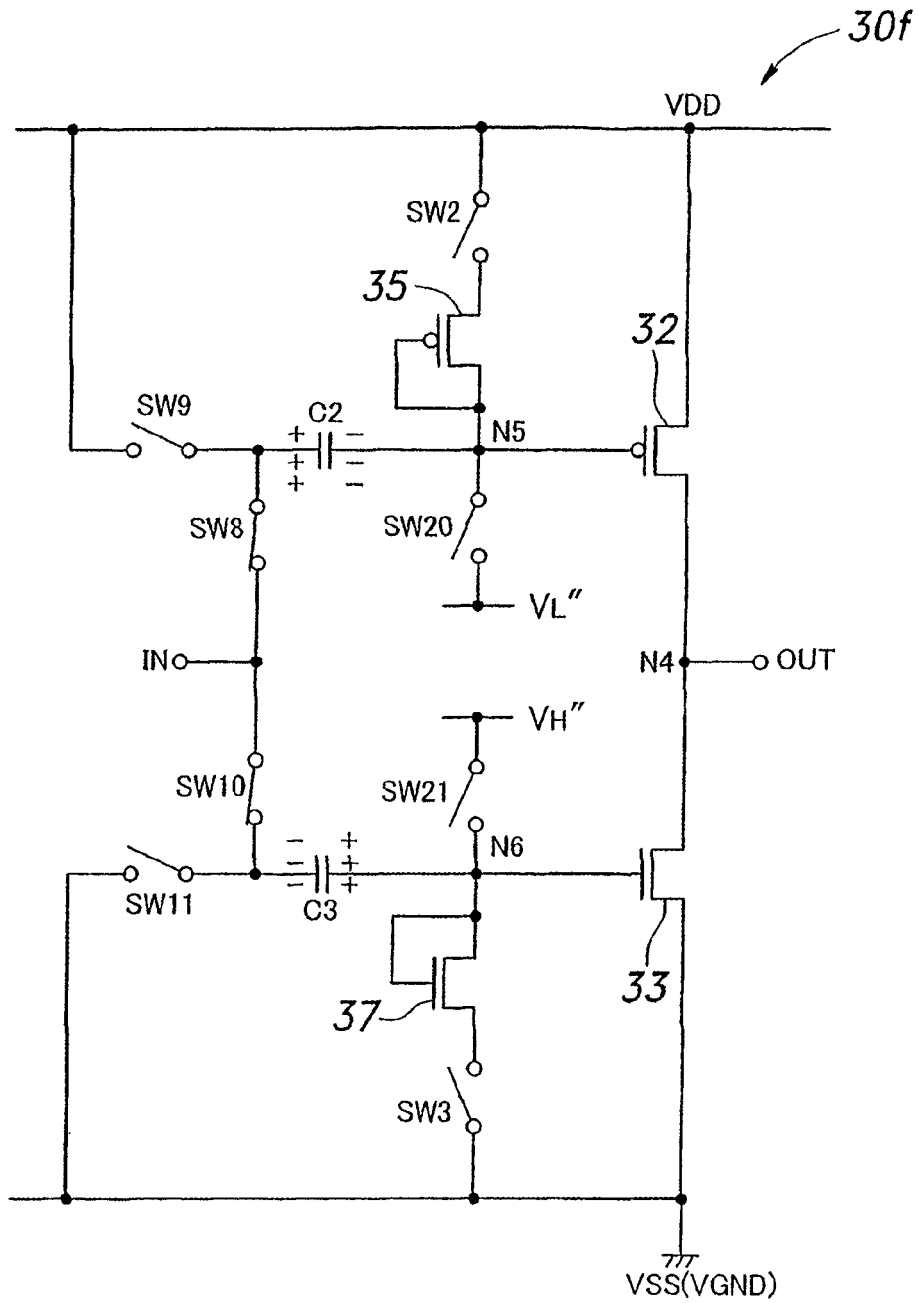 30f
VDD
SW2
35
32
SW9
C2
+ −
N5
+ −
+ −
SW8
SW20
VL″
IN
N4
OUT
VH″
SW10
SW21
N6
− +
− +
− +
SW11
C3
37
33
SW3
VSS(VGND)